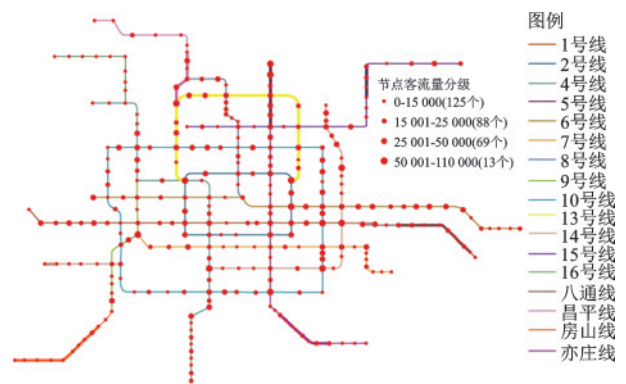 图例
1号线
2号线
4号线
5号线
6号线
7号线
8号线
9号线
10号线
13号线
14号线
15号线
16号线
八通线
昌平线
房山线
亦庄线
节点客流量分级
0-15 000(125个)
15 001-25 000(88个)
25 001-50 000(69个)
50 001-110 000(13个)